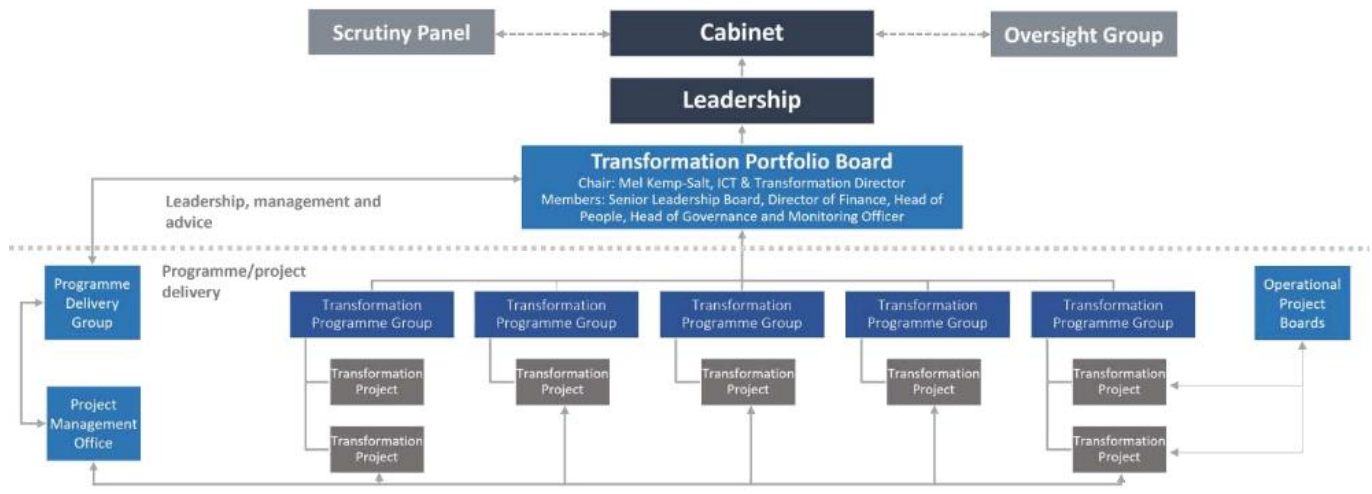 Scrutiny Panel
Cabinet
Oversight Group
Leadership
Transformation Portfolio Board
Chair: Mel Kemp-Salt, ICT & Transformation Director
Members: Senior Leadership Board, Director of Finance, Head of
People, Head of Governance and Monitoring Officer
Leadership, management and
advice
Programme/project
delivery
Programme
Delivery
Group
Transformation
Programme Group
Transformation
Programme Group
Transformation
Programme Group
Transformation
Programme Group
Transformation
Programme Group
Operational
Project
Boards
Transformation
Project
Transformation
Project
Transformation
Project
Transformation
Project
Transformation
Project
Project
Management
Office
Transformation
Project
Transformation
Project